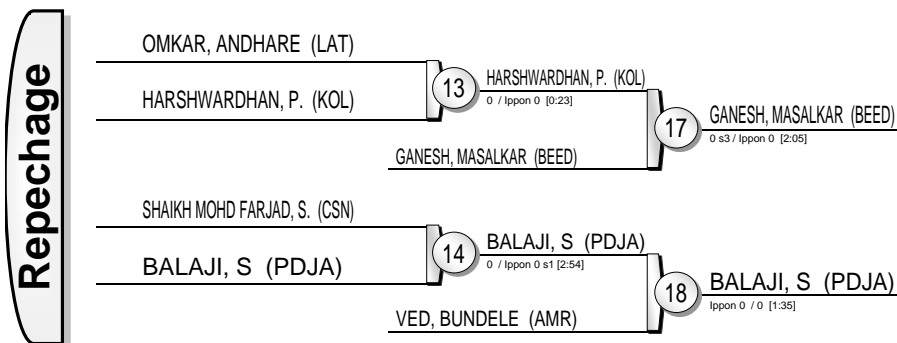 Repechage
OMKAR, ANDHARE (LAT)
HARSHWARDHAN, P. (KOL)
13
HARSHWARDHAN, P. (KOL)
0 / Ippon 0 [0:23]
GANESH, MASALKAR (BEED)
17
GANESH, MASALKAR (BEED)
0 s3 / Ippon 0 [2:05]
SHAIKH MOHD FARJAD, S. (CSN)
BALAJI, S (PDJA)
14
BALAJI, S (PDJA)
0 / Ippon 0 s1 [2:54]
VED, BUNDELE (AMR)
18
BALAJI, S (PDJA)
Ippon 0 / 0 [1:35]